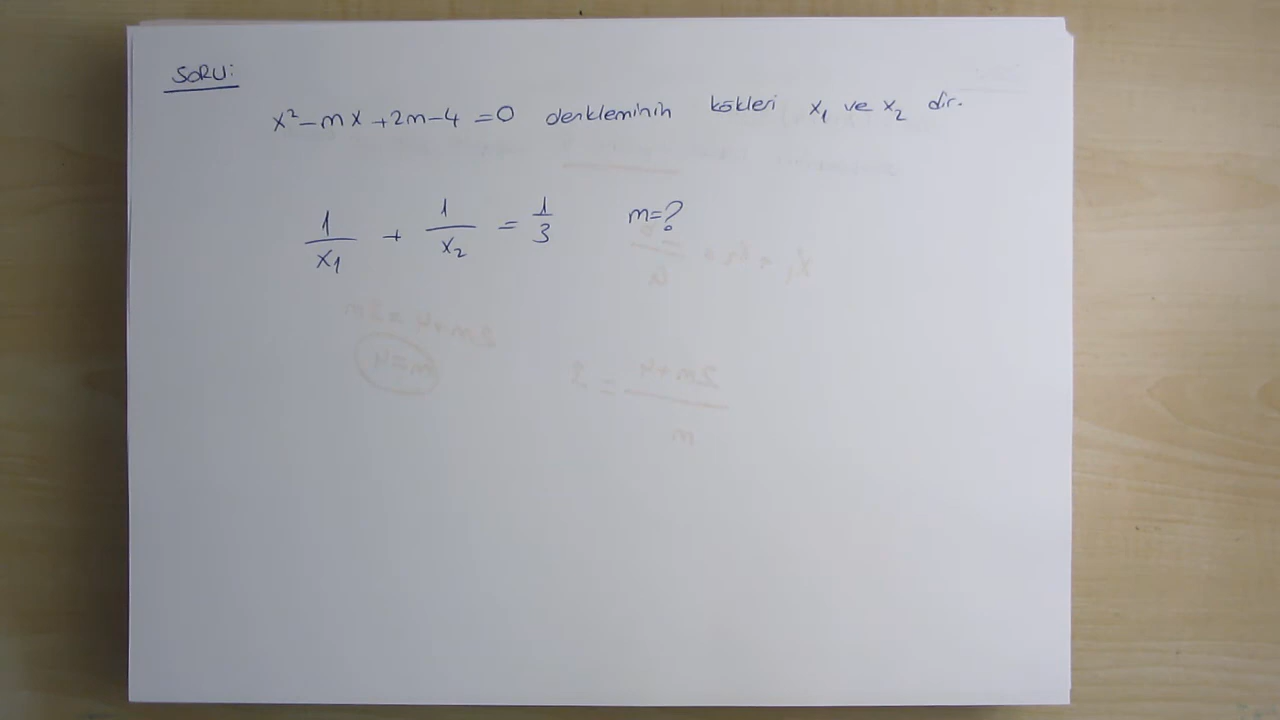 SORU:
x² - mx + 2m - 4 = 0 denkleminin kökleri x₁ ve x₂ dir.
1/x₁ + 1/x₂ = 1/3 m=?